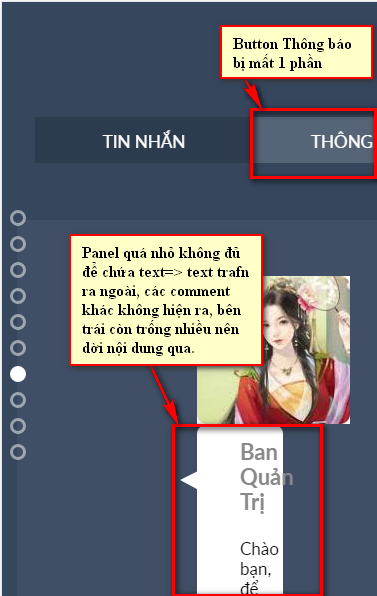 Button Thông báo
bị mất 1 phần
TIN NHẮN
THÔNG
Panel quá nhỏ không đủ
để chứa text=> text trafn
ra ngoài, các comment
khác không hiện ra, bên
trái còn trống nhiều nên
dời nội dung qua.
Ban
Quản
Trị
Chào
bạn,
để